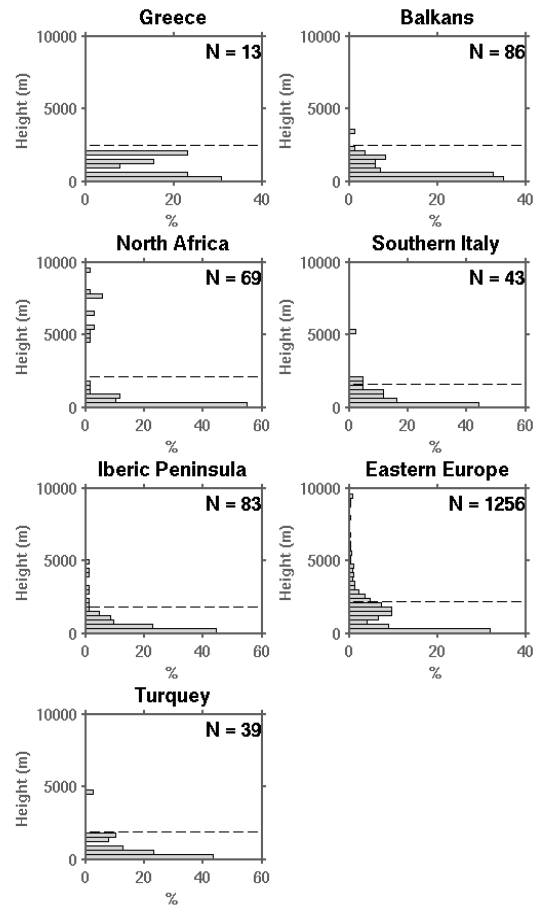 Greece
10000
N = 13
Height (m)
5000
0
0 20 40
%
Balkans
10000
N = 86
Height (m)
5000
0
0 20 40
%
North Africa
10000
N = 69
Height (m)
5000
0
0 20 40 60
%
Southern Italy
10000
N = 43
Height (m)
5000
0
0 20 40 60
%
Iberic Peninsula
10000
N = 83
Height (m)
5000
0
0 20 40 60
%
Eastern Europe
10000
N = 1256
Height (m)
5000
0
0 20 40
%
Turquey
10000
N = 39
Height (m)
5000
0
0 20 40 60
%